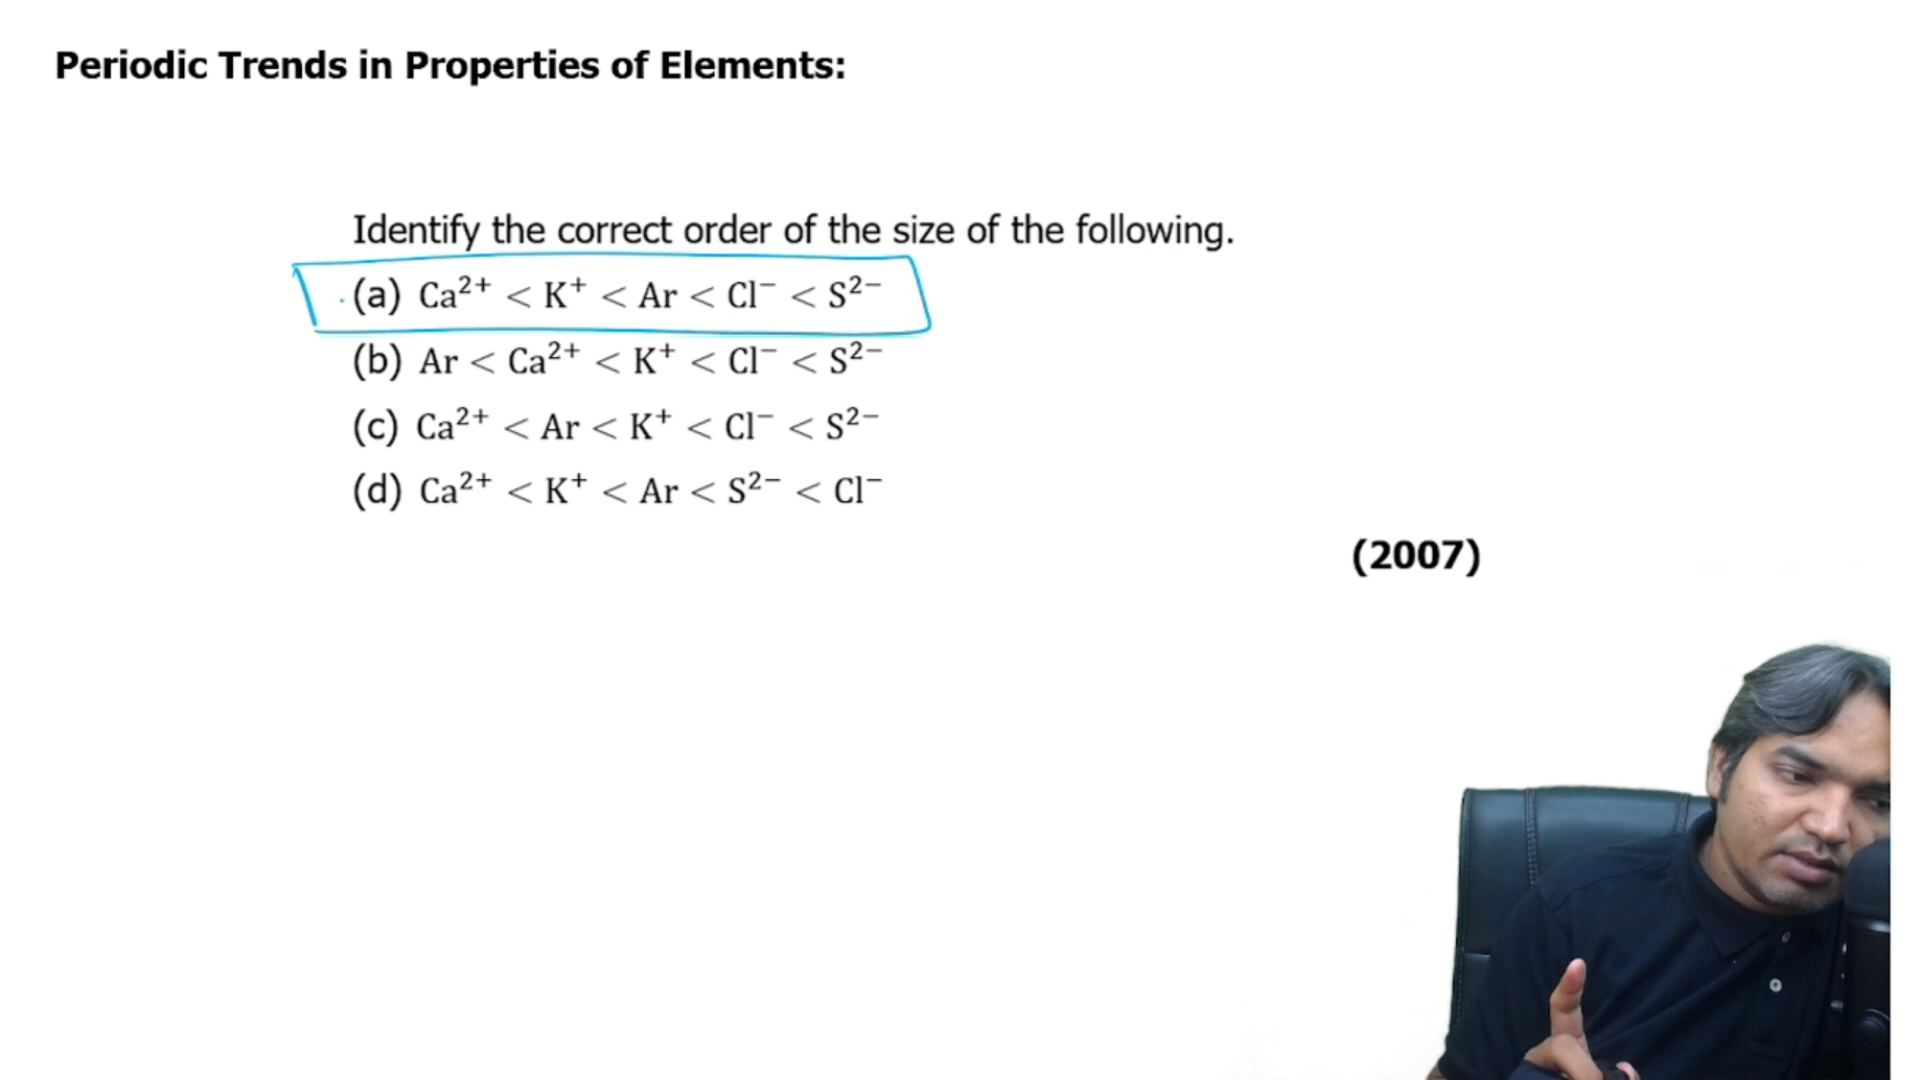 Periodic Trends in Properties of Elements:
Identify the correct order of the size of the following.
(a) Ca²⁺ < K⁺ < Ar < Cl⁻ < S²⁻
(b) Ar < Ca²⁺ < K⁺ < Cl⁻ < S²⁻
(c) Ca²⁺ < Ar < K⁺ < Cl⁻ < S²⁻
(d) Ca²⁺ < K⁺ < Ar < S²⁻ < Cl⁻
(2007)